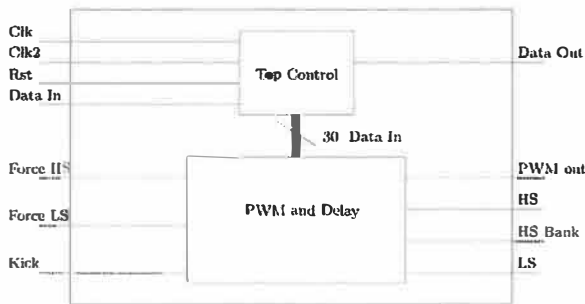 Clk
Clk2
Rst
Data In
Top Control
Data Out
30 Data In
Force HS
Force LS
Kick
PWM and Delay
PWM out
HS
HS Bank
LS